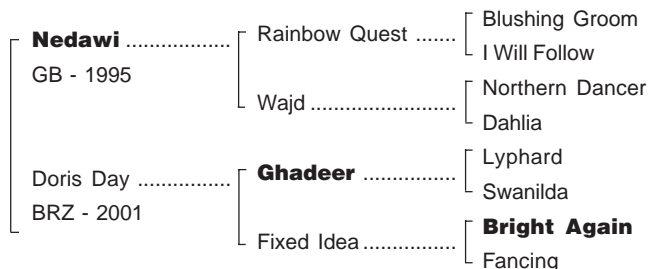 Nedawi ..................
GB - 1995
Doris Day ................
BRZ - 2001
Rainbow Quest .......
Wajd .........................
Ghadeer ................
Fixed Idea ................
Blushing Groom
I Will Follow
Northern Dancer
Dahlia
Lyphard
Swanilda
Bright Again
Fancing